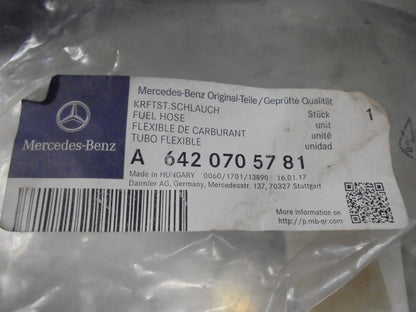 Mercedes-Benz
Mercedes-Benz Original-Teile/Geprüfte Qualität
KRFTST.SCHLAUCH
FUEL HOSE
FLEXIBLE DE CARBURANT
TUBO FLEXIBLE
Stück
unit
unité
unidad
1
A 642 070 57 81
Made in HUNGARY 0060/1701/13890 * 16.01.17
Daimler AG, Germany, Mercedesstr. 137, 70327 Stuttgart
More information on
http://p.mb-qr.com